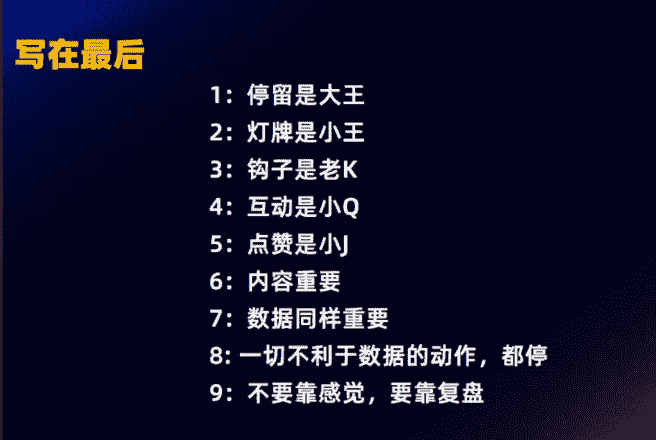 写在最后
1：停留是大王
2：灯牌是小王
3：钩子是老K
4：互动是小Q
5：点赞是小J
6：内容重要
7：数据同样重要
8: 一切不利于数据的动作，都停
9：不要靠感觉，要靠复盘